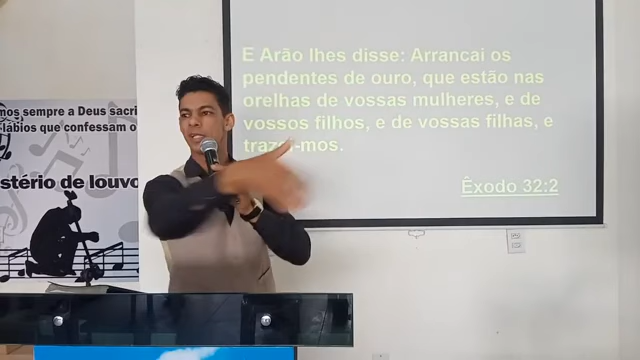 mos sempre a Deus sacri
lábios que confessam o
stério de louvo
E Arão lhes disse: Arrancai os
pendentes de ouro, que estão nas
orelhas de vossas mulheres, e de
vossos filhos, e de vossas filhas, e
Êxodo 32:2